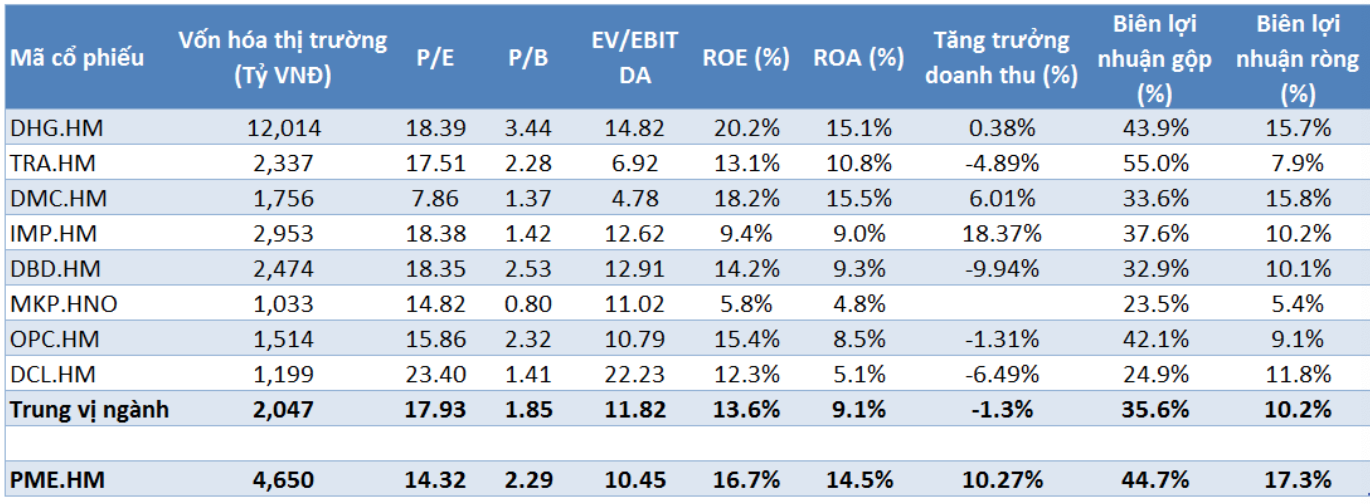 Mã cổ phiếu Vốn hóa thị trường (Tỷ VNĐ) P/E P/B EV/EBIT DA ROE (%) ROA (%) Tăng trưởng doanh thu (%) Biên lợi nhuận gộp (%) Biên lợi nhuận ròng (%)
DHG.HM 12,014 18.39 3.44 14.82 20.2% 15.1% 0.38% 43.9% 15.7%
TRA.HM 2,337 17.51 2.28 6.92 13.1% 10.8% -4.89% 55.0% 7.9%
DMC.HM 1,756 7.86 1.37 4.78 18.2% 15.5% 6.01% 33.6% 15.8%
IMP.HM 2,953 18.38 1.42 12.62 9.4% 9.0% 18.37% 37.6% 10.2%
DBD.HM 2,474 18.35 2.53 12.91 14.2% 9.3% -9.94% 32.9% 10.1%
MKP.HNO 1,033 14.82 0.80 11.02 5.8% 4.8% 23.5% 5.4%
OPC.HM 1,514 15.86 2.32 10.79 15.4% 8.5% -1.31% 42.1% 9.1%
DCL.HM 1,199 23.40 1.41 22.23 12.3% 5.1% -6.49% 24.9% 11.8%
Trung vị ngành 2,047 17.93 1.85 11.82 13.6% 9.1% -1.3% 35.6% 10.2%
PME.HM 4,650 14.32 2.29 10.45 16.7% 14.5% 10.27% 44.7% 17.3%